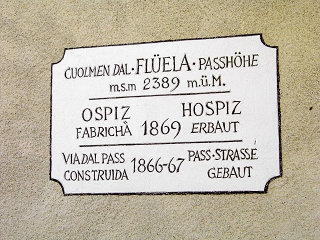 CUOLMEN DAL · FLÜELA · PASSHÖHE
m.s.m 2389 m.ü.M.
OSPIZ HOSPIZ
FABRICHÀ 1869 ERBAUT
VIA DAL PASS 1866-67 PASS-STRASSE
CONSTRUIDA GEBAUT